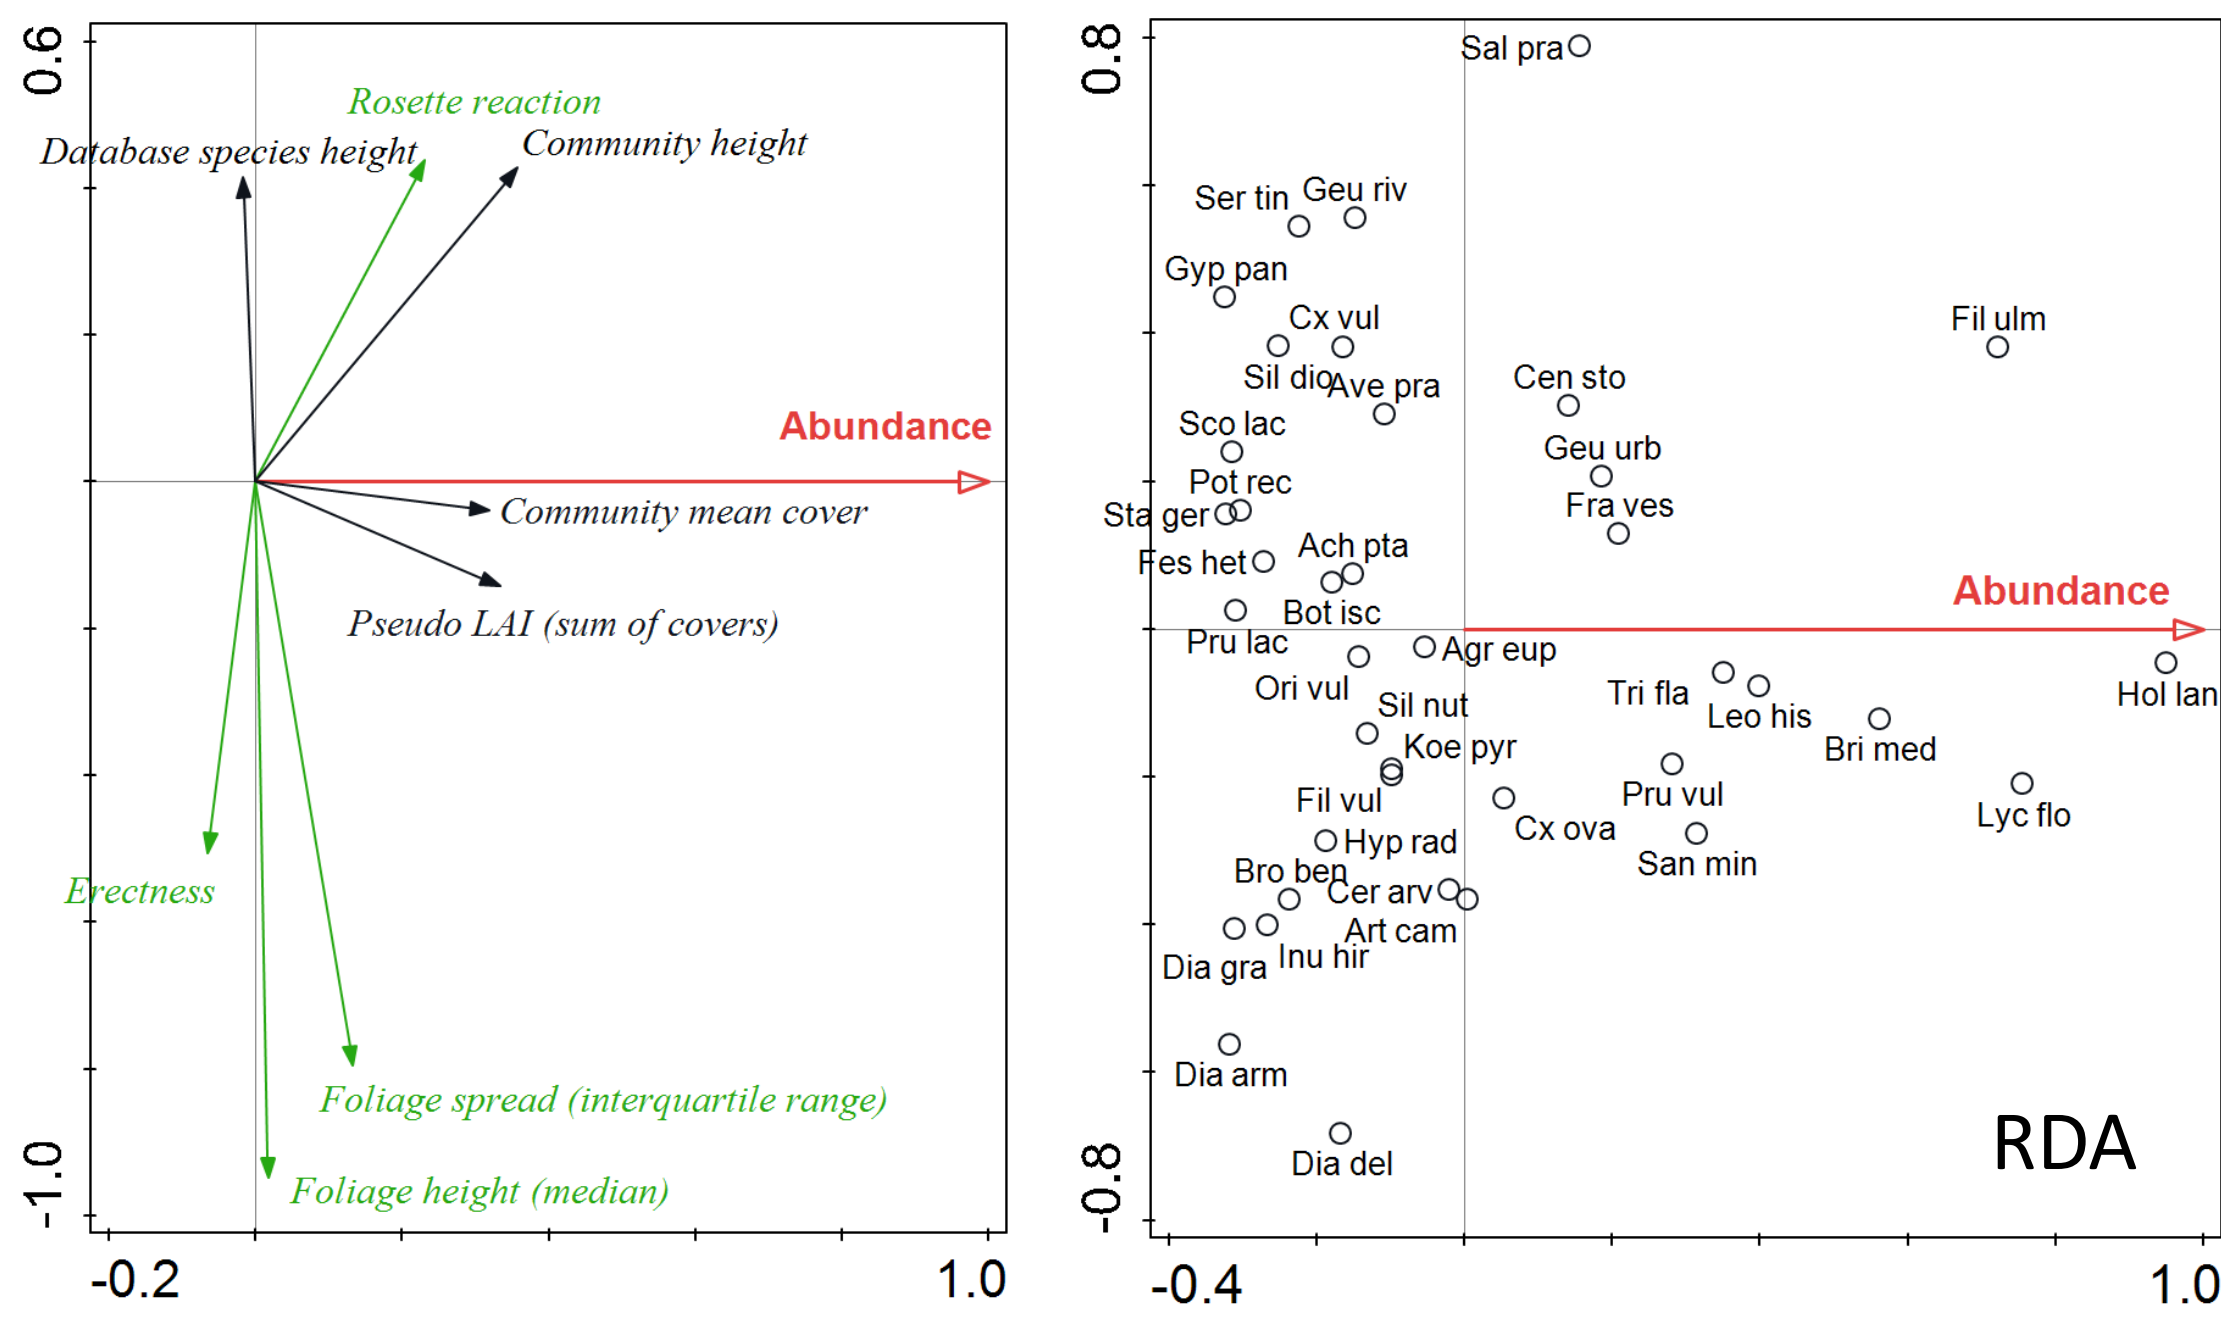 0.6
Rosette reaction
Database species height
Community height
Abundance
Community mean cover
Pseudo LAI (sum of covers)
Erectness
Foliage spread (interquartile range)
Foliage height (median)
-1.0
-0.2
1.0
0.8
Sal pra
Ser tin
Geu riv
Gyp pan
Cx vul
Fil ulm
Sil dio
Ave pra
Cen sto
Sco lac
Geu urb
Pot rec
Fra ves
Sta ger
Ach pta
Fes het
Abundance
Bot isc
Pru lac
Agr eup
Ori vul
Tri fla
Hol lan
Sil nut
Leo his
Koe pyr
Bri med
Fil vul
Pru vul
Cx ova
Lyc flo
Hyp rad
San min
Bro ben
Cer arv
Art cam
Inu hir
Dia gra
Dia arm
RDA
Dia del
-0.8
-0.4
1.0